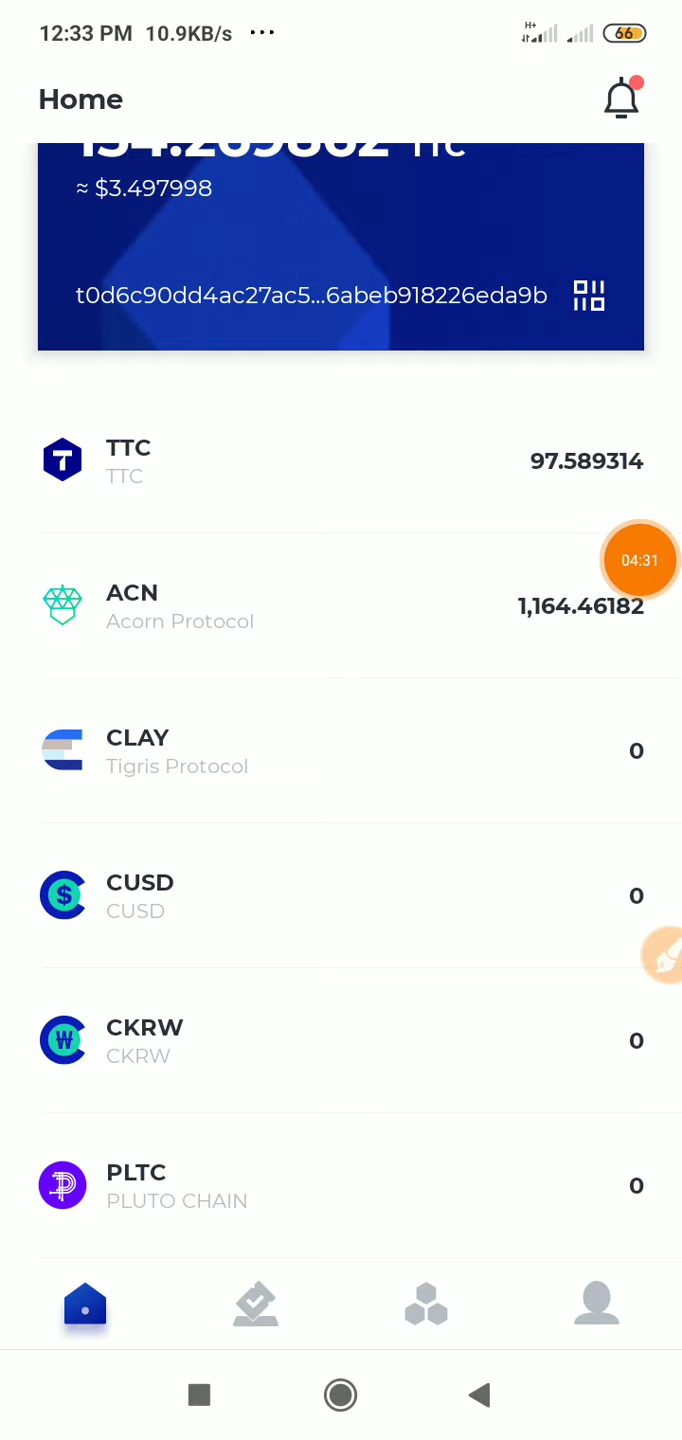 12:33 PM 10.9KB/s ...
H+
66
Home
TTC
≈ $3.497998
t0d6c90dd4ac27ac5...6abeb918226eda9b
TTC
TTC
97.589314
04:31
ACN
Acorn Protocol
1,164.46182
CLAY
Tigris Protocol
0
CUSD
CUSD
0
CKRW
CKRW
0
PLTC
PLUTO CHAIN
0